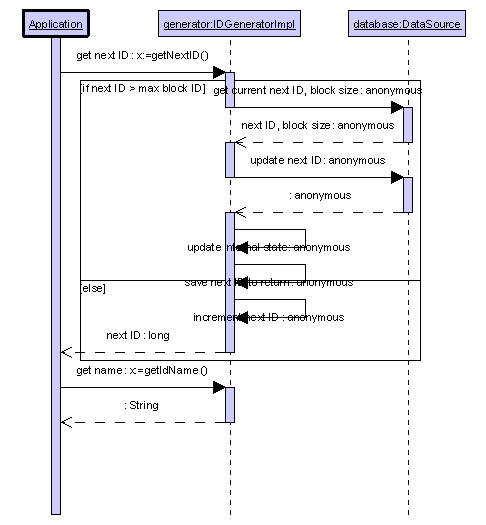 Application
generator:IDGeneratorImpl
database:DataSource
get next ID : x:=getNextID()
[if next ID > max block ID]
get current next ID, block size: anonymous
next ID, block size: anonymous
update next ID: anonymous
: anonymous
update internal state: anonymous
save next ID to return: anonymous
[else]
increment next ID : anonymous
next ID : long
get name : x:=getIdName()
: String